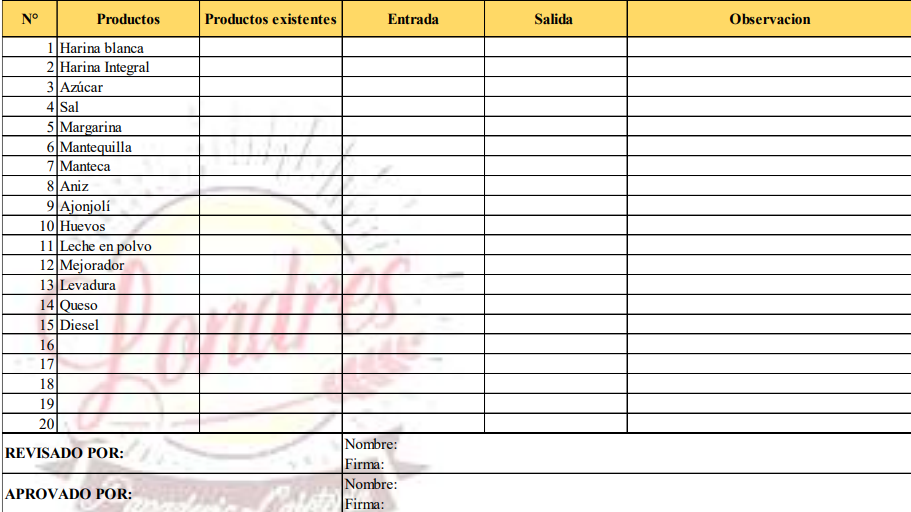 N° Productos Productos existentes Entrada Salida Observacion
1 Harina blanca
2 Harina Integral
3 Azúcar
4 Sal
5 Margarina
6 Mantequilla
7 Manteca
8 Aniz
9 Ajonjolí
10 Huevos
11 Leche en polvo
12 Mejorador
13 Levadura
14 Queso
15 Diesel
16
17
18
19
20
Londres
REVISADO POR: Nombre:
Firma:
APROVADO POR: Nombre:
Firma: